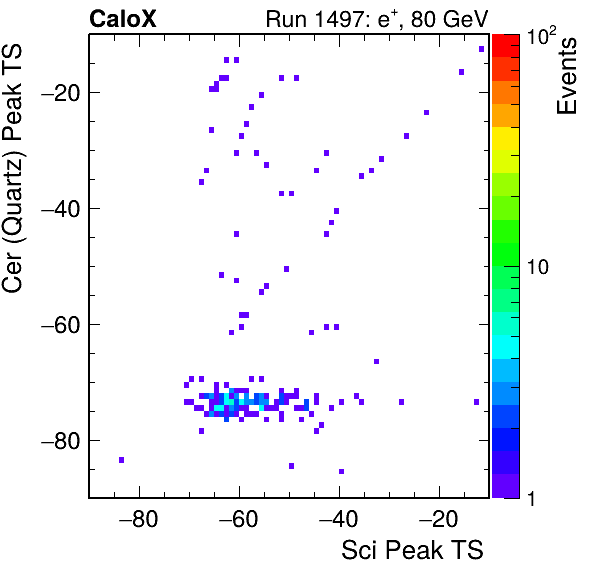 CaloX
Run 1497: e⁺, 80 GeV
Cer (Quartz) Peak TS
−20
−40
−60
−80
−80
−60
−40
−20
Sci Peak TS
10²
10
1
Events